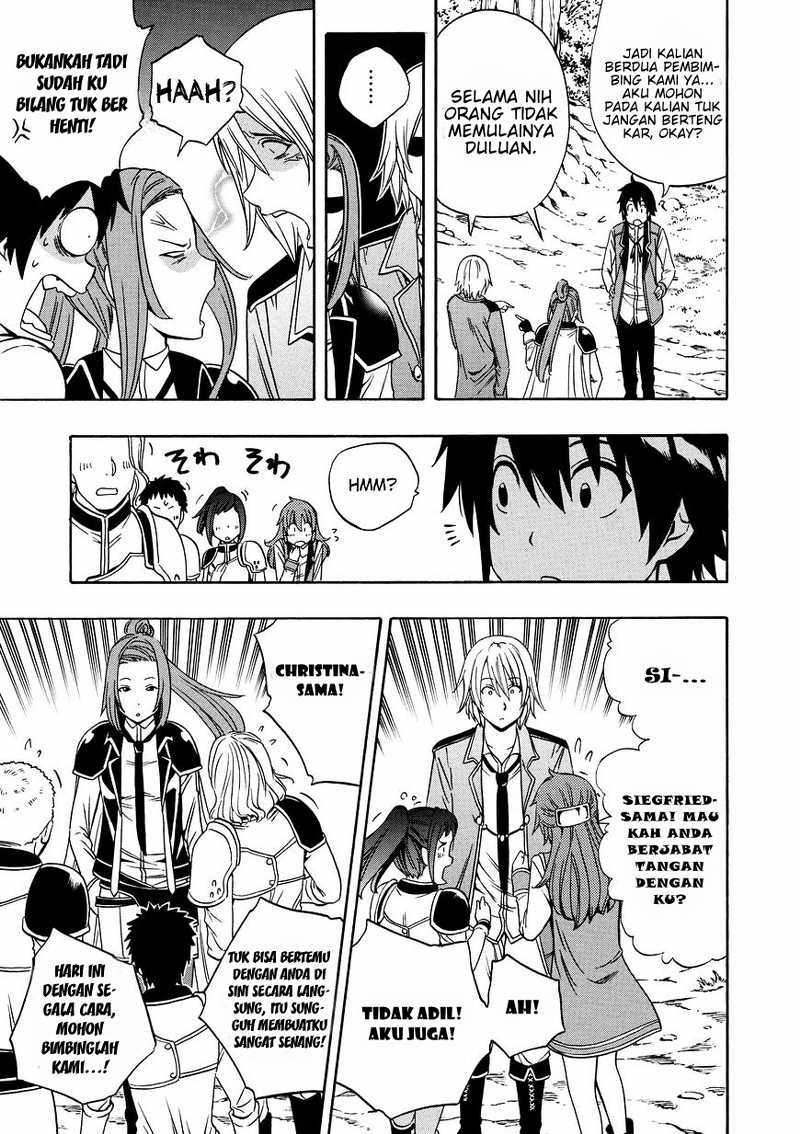 JADI KALIAN
BERDUA PEMBIM-
BING KAMI YA...
AKU MOHON
PADA KALIAN TUK
JANGAN BERTENG
KAR, OKAY?
SELAMA NIH
ORANG TIDAK
MEMULAINYA
DULUAN.
......
HAAH?
BUKANKAH TADI
SUDAH KU
BILANG TUK BER
HENTI!
HMM?
そわ
そわ
SI-...
SIEGFRIED-
SAMA! MAU
KAH ANDA
BERJABAT
TANGAN
DENGAN
KU?
AH!
TIDAK ADIL!
AKU JUGA!
CHRISTINA-
SAMA!
TUK BISA BERTEMU
DENGAN ANDA DI
SINI SECARA LANG-
SUNG, ITU SUNG-
GUH MEMBUATKU
SANGAT SENANG!
HARI INI
DENGAN SE-
GALA CARA,
MOHON
BIMBINGLAH
KAMI...!